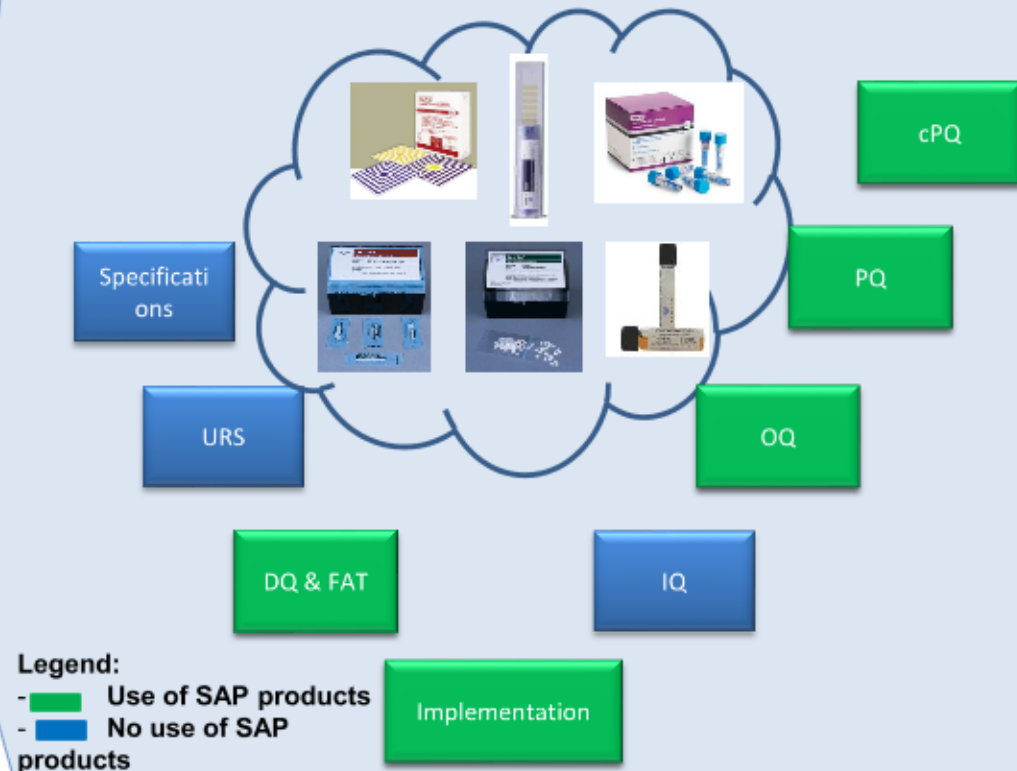 cPQ
Specificati
ons
PQ
URS
OQ
DQ & FAT
IQ
Implementation
Legend:
- Use of SAP products
- No use of SAP
products